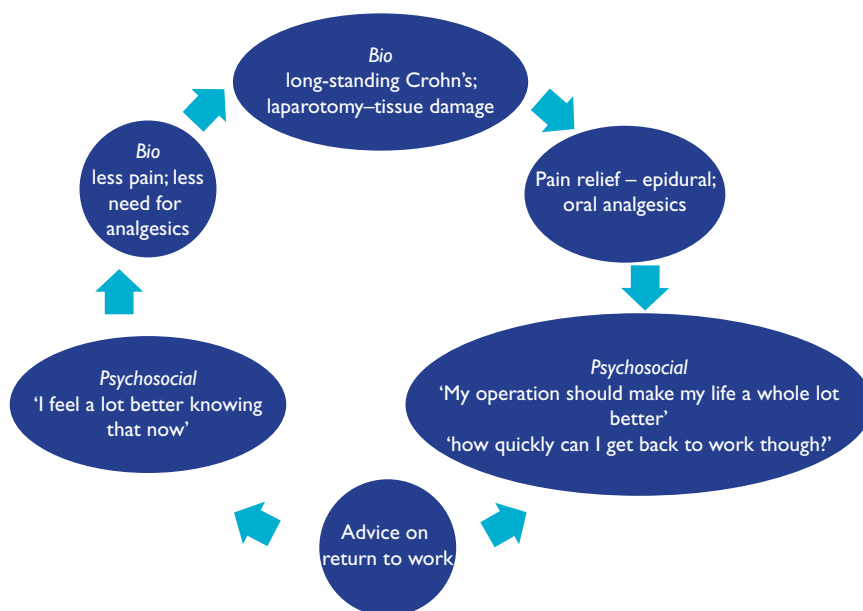 Bio
long-standing Crohn's;
laparotomy–tissue damage
Pain relief – epidural;
oral analgesics
Psychosocial
‘My operation should make my life a whole lot
better’
‘how quickly can I get back to work though?’
Advice on
return to work
Psychosocial
‘I feel a lot better knowing
that now’
Bio
less pain; less
need for
analgesics